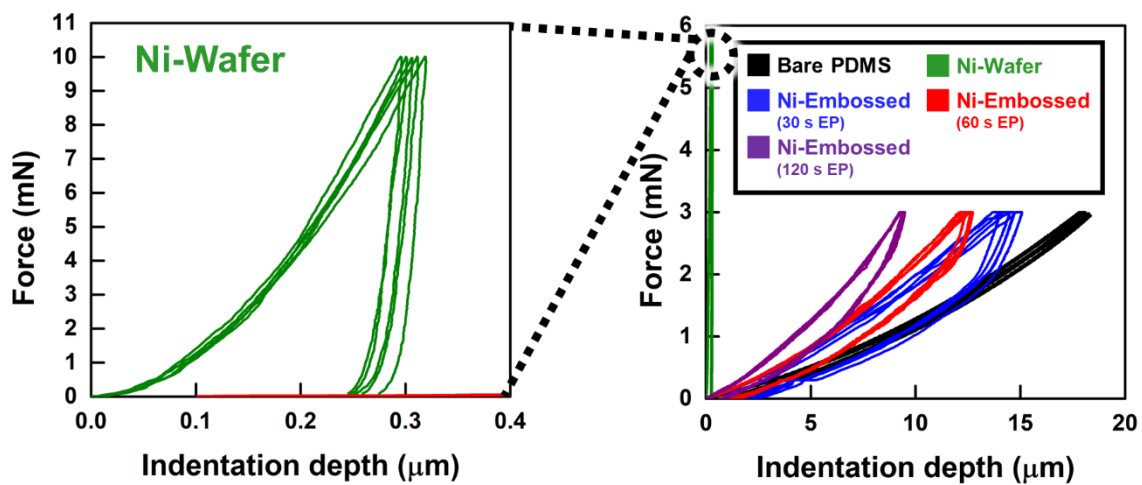 Ni-Wafer
Force (mN)
11
10
9
8
7
6
5
4
3
2
1
0
0.0 0.1 0.2 0.3 0.4
Indentation depth (μm)
Force (mN)
6
5
4
3
2
1
0
Bare PDMS
Ni-Wafer
Ni-Embossed
(30 s EP)
Ni-Embossed
(60 s EP)
Ni-Embossed
(120 s EP)
0 5 10 15 20
Indentation depth (μm)